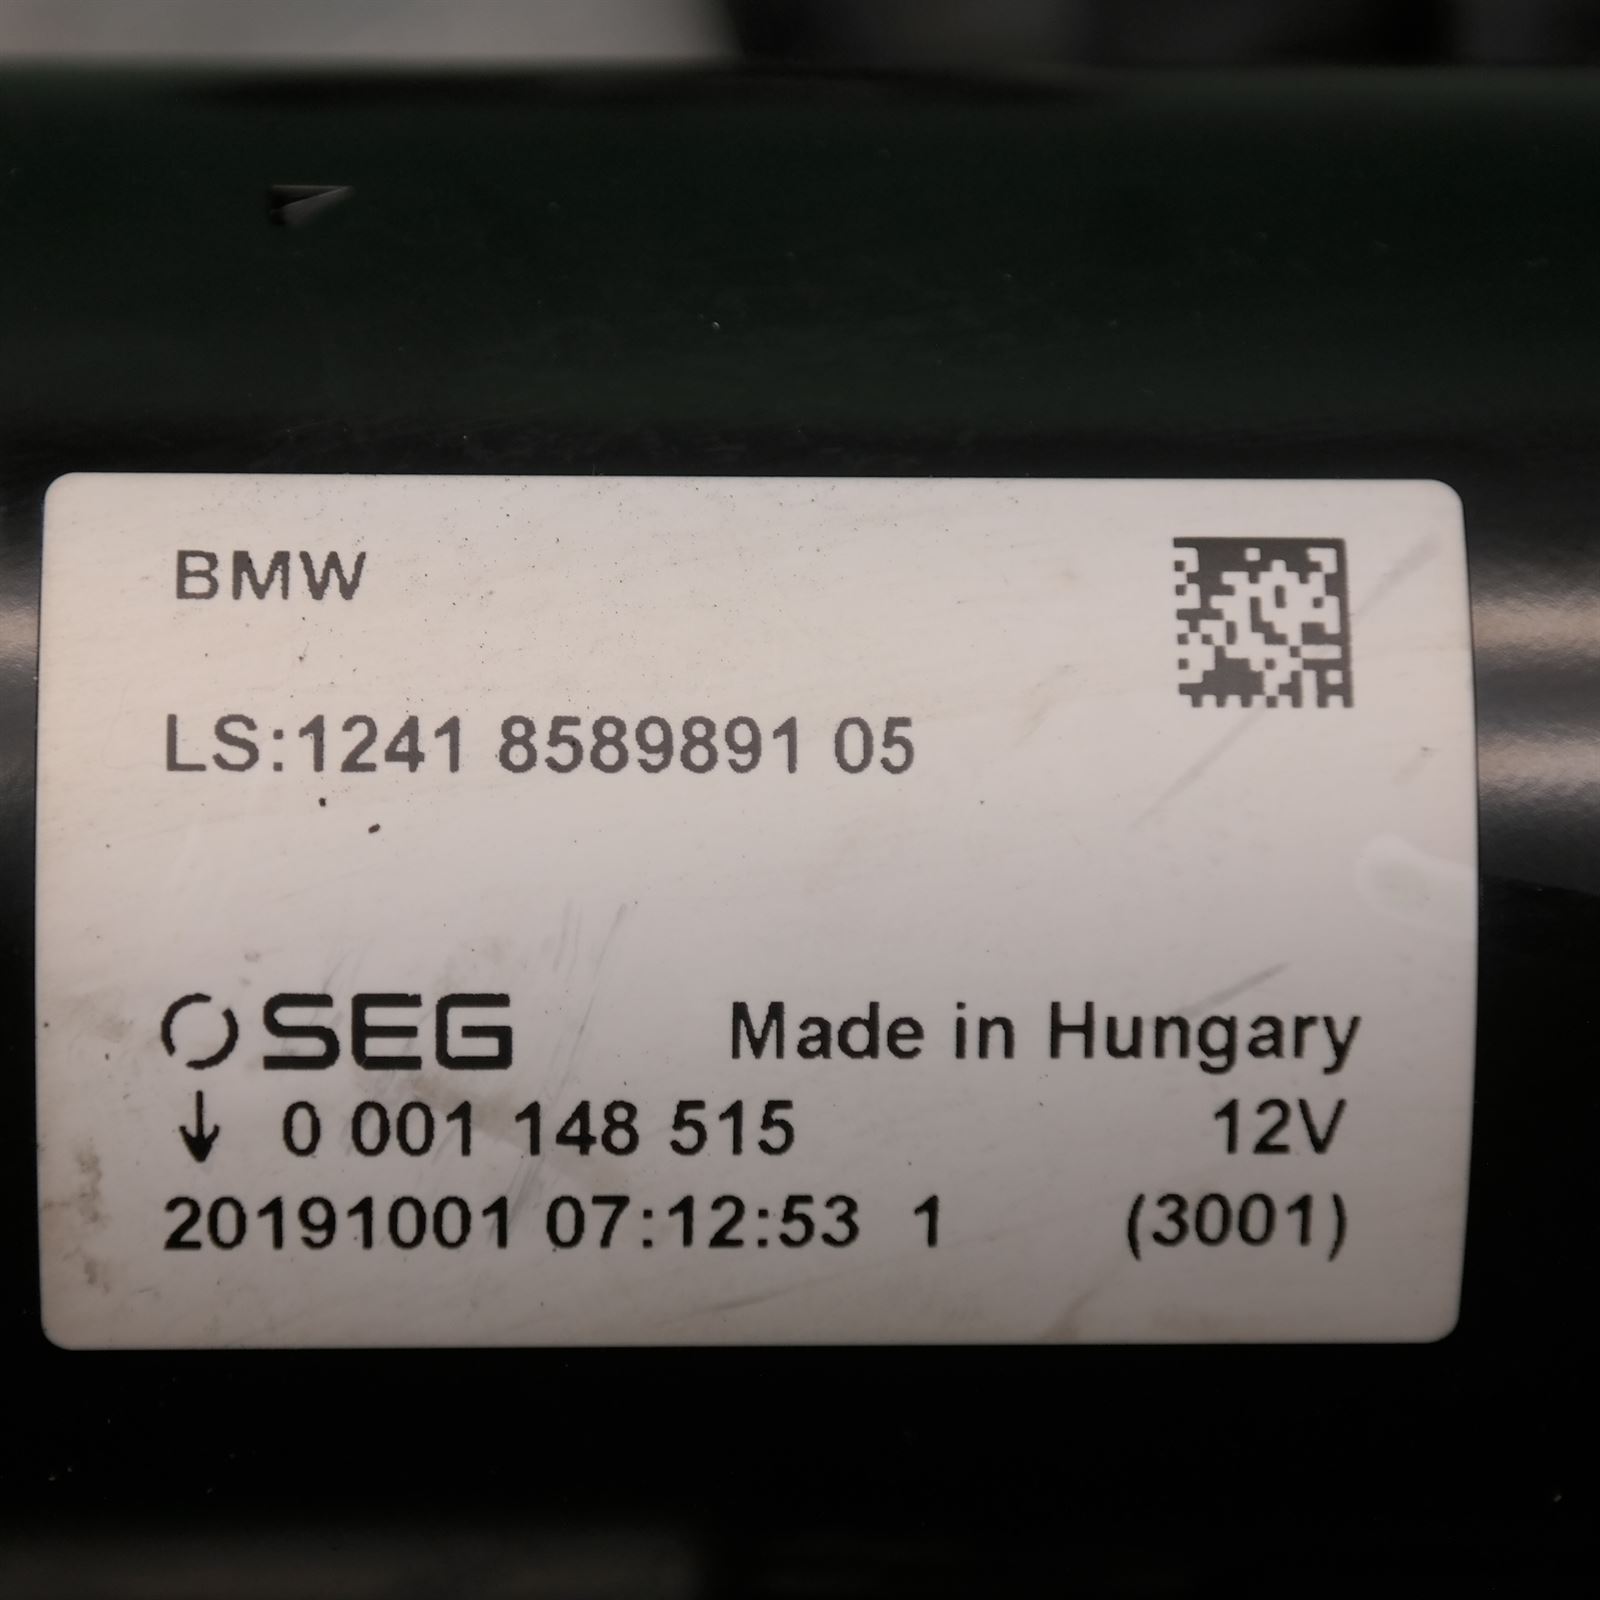 BMW
LS:1241 8589891 05
SEG Made in Hungary
↓ 0 001 148 515 12V
20191001 07:12:53 1 (3001)